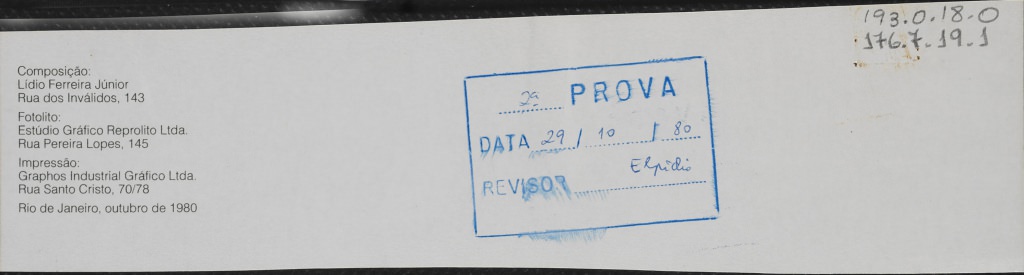 193.0.18-0
176.7-19-1
Composição:
Lídio Ferreira Júnior
Rua dos Inválidos, 143
Fotolito:
Estúdio Gráfico Reprolito Ltda.
Rua Pereira Lopes, 145
Impressão:
Graphos Industrial Gráfico Ltda.
Rua Santo Cristo, 70/78
Rio de Janeiro, outubro de 1980
2ª PROVA
DATA 29 / 10 / 80
REVISOR Elpídio